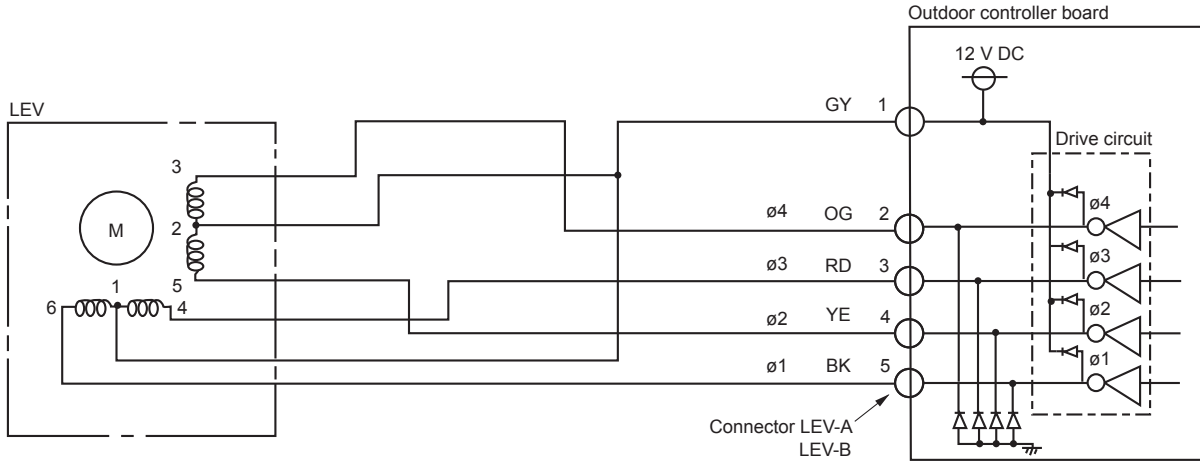 Outdoor controller board
12 V DC
LEV
GY 1
Drive circuit
3
ø4 OG 2 ø4
M
2
ø3 RD 3 ø3
5
1
6 4
ø2 YE 4 ø2
ø1 BK 5 ø1
Connector LEV-A
LEV-B